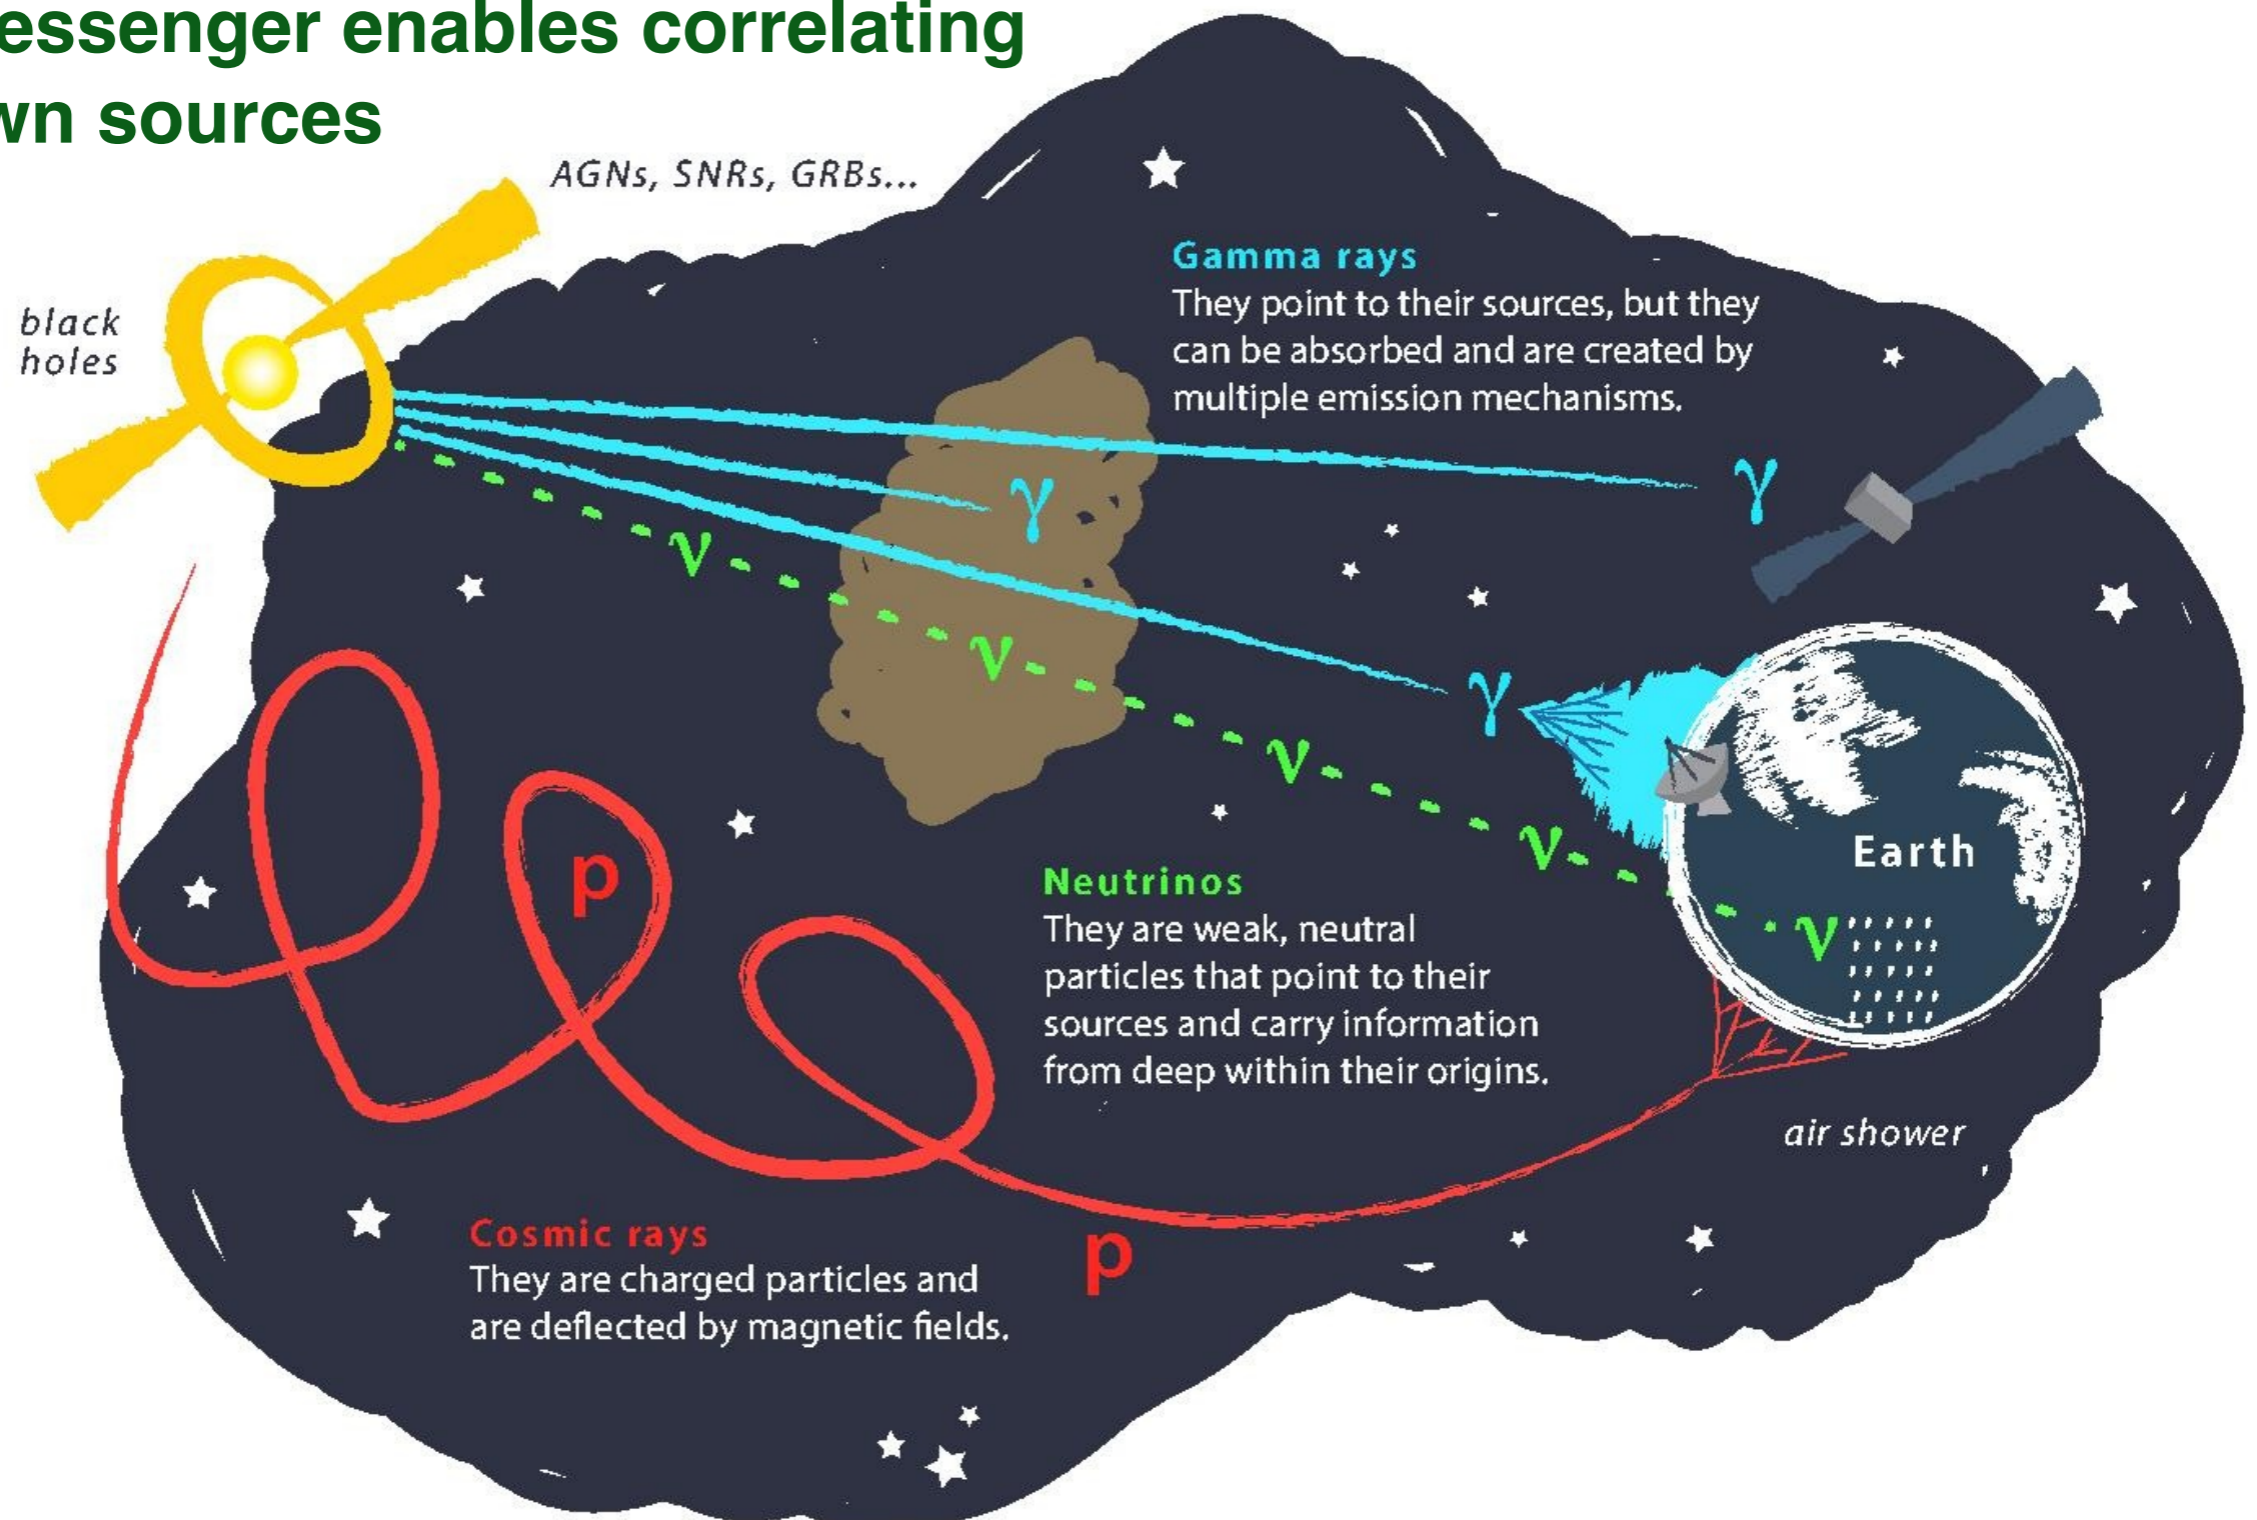 essenger enables correlating
wn sources
AGNs, SNRs, GRBs...
black
holes
Gamma rays
They point to their sources, but they
can be absorbed and are created by
multiple emission mechanisms.
γ
γ
ν
ν
γ
ν
ν
Earth
p
Neutrinos
They are weak, neutral
particles that point to their
sources and carry information
from deep within their origins.
ν
air shower
Cosmic rays
They are charged particles and
are deflected by magnetic fields.
p